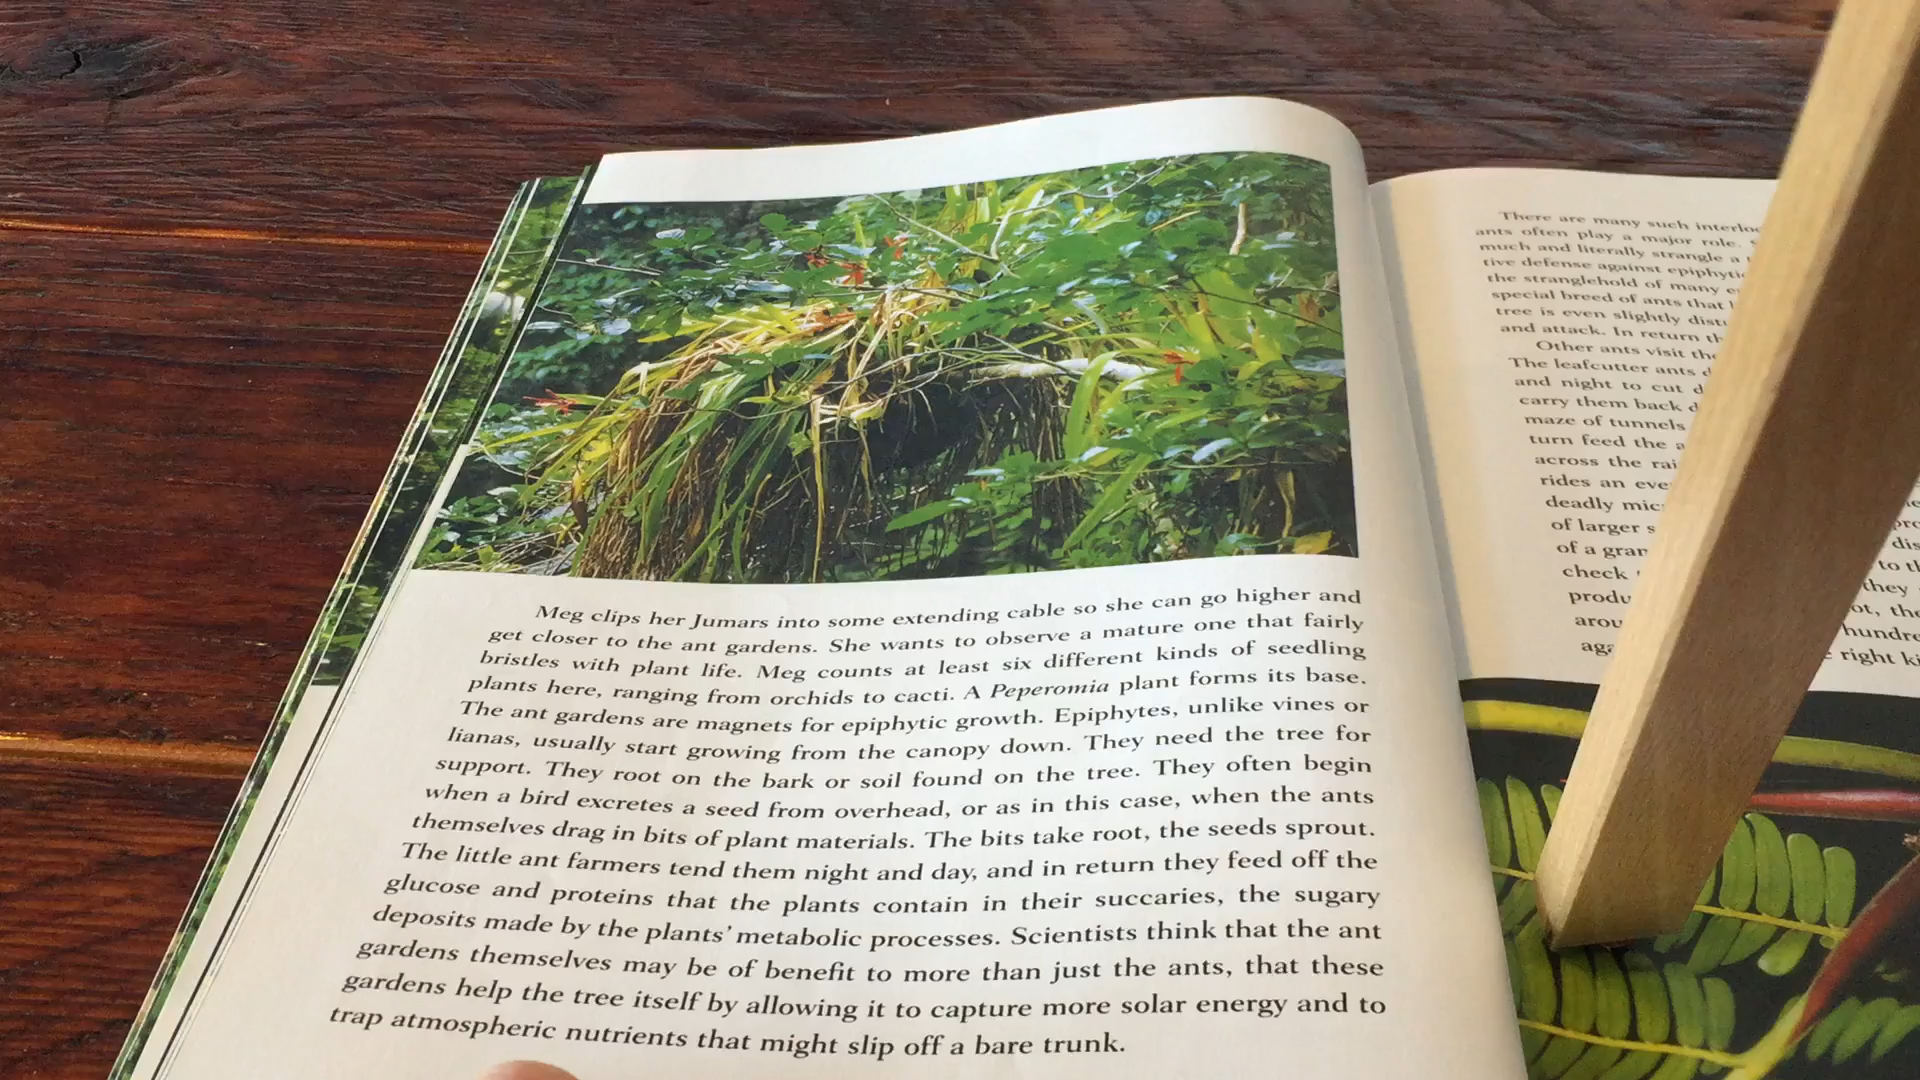 Meg clips her Jumars into some extending cable so she can go higher and
get closer to the ant gardens. She wants to observe a mature one that fairly
bristles with plant life. Meg counts at least six different kinds of seedling
plants here, ranging from orchids to cacti. A Peperomia plant forms its base.
The ant gardens are magnets for epiphytic growth. Epiphytes, unlike vines or
lianas, usually start growing from the canopy down. They need the tree for
support. They root on the bark or soil found on the tree. They often begin
when a bird excretes a seed from overhead, or as in this case, when the ants
themselves drag in bits of plant materials. The bits take root, the seeds sprout.
The little ant farmers tend them night and day, and in return they feed off the
glucose and proteins that the plants contain in their succaries, the sugary
deposits made by the plants' metabolic processes. Scientists think that the ant
gardens themselves may be of benefit to more than just the ants, that these
gardens help the tree itself by allowing it to capture more solar energy and to
trap atmospheric nutrients that might slip off a bare trunk.
There are many such
ants often play a major role.
much and literally strangle a
tive defense against
the stranglehold of many
special breed of ants that
tree is even slightly
and attack. In return
Other ants visit the
The leafcutter ants
and night to cut
carry them back
maze of tunnels
turn feed the
across the
rides an
deadly
of larger
of a
check
to
they
right